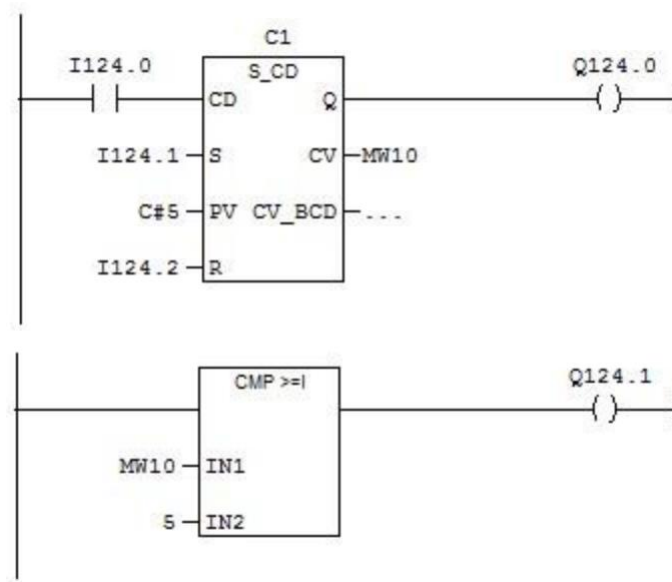 C1
I124.0 S_CD Q124.0
CD Q
I124.1 S CV MW10
C#5 PV CV_BCD ...
I124.2 R
CMP >=I Q124.1
MW10 IN1
5 IN2